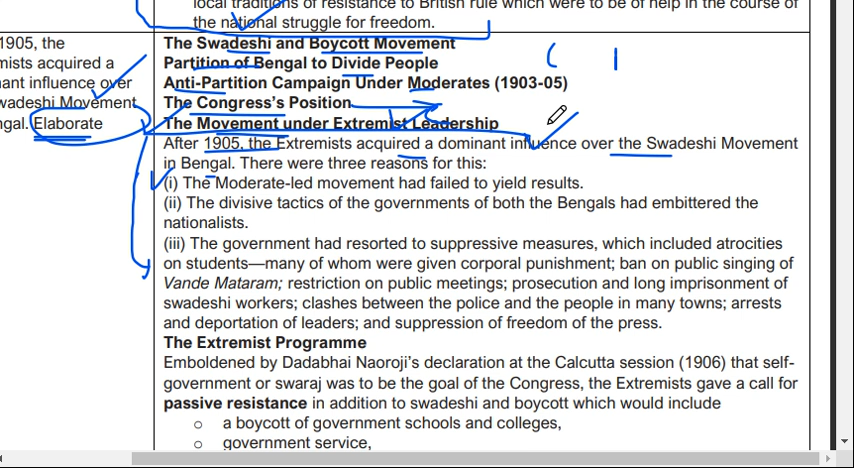 local traditions of resistance to British rule which were to be of help in the course of
the national struggle for freedom.
1905, the
mists acquired a
ant influence over
wadeshi Movement
gal. Elaborate
The Swadeshi and Boycott Movement
Partition of Bengal to Divide People
Anti-Partition Campaign Under Moderates (1903-05)
The Congress's Position
The Movement under Extremist Leadership
After 1905, the Extremists acquired a dominant influence over the Swadeshi Movement
in Bengal. There were three reasons for this:
(i) The Moderate-led movement had failed to yield results.
(ii) The divisive tactics of the governments of both the Bengals had embittered the
nationalists.
(iii) The government had resorted to suppressive measures, which included atrocities
on students—many of whom were given corporal punishment; ban on public singing of
Vande Mataram; restriction on public meetings; prosecution and long imprisonment of
swadeshi workers; clashes between the police and the people in many towns; arrests
and deportation of leaders; and suppression of freedom of the press.
The Extremist Programme
Emboldened by Dadabhai Naoroji's declaration at the Calcutta session (1906) that self-
government or swaraj was to be the goal of the Congress, the Extremists gave a call for
passive resistance in addition to swadeshi and boycott which would include
o a boycott of government schools and colleges,
o government service,